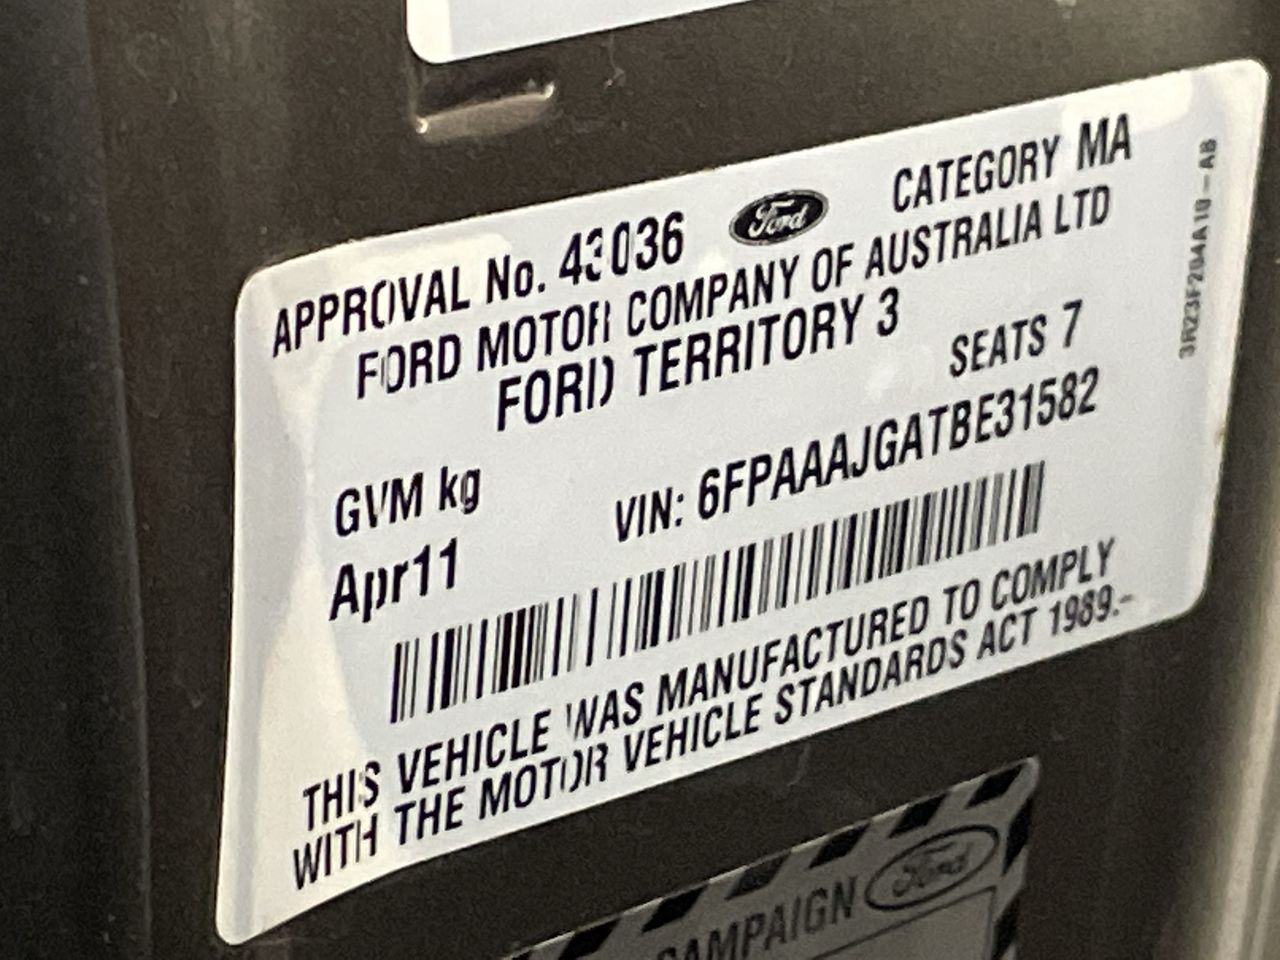 APPROVAL No. 43036 Ford CATEGORY MA
FORD MOTOR COMPANY OF AUSTRALIA LTD
FORD TERRITORY 3
SEATS 7
GVM kg
VIN: 6FPAAAJGATBE31582
Apr11
THIS VEHICLE WAS MANUFACTURED TO COMPLY
WITH THE MOTOR VEHICLE STANDARDS ACT 1989.-
3R23F204A10-AB
CAMPAIGN Ford